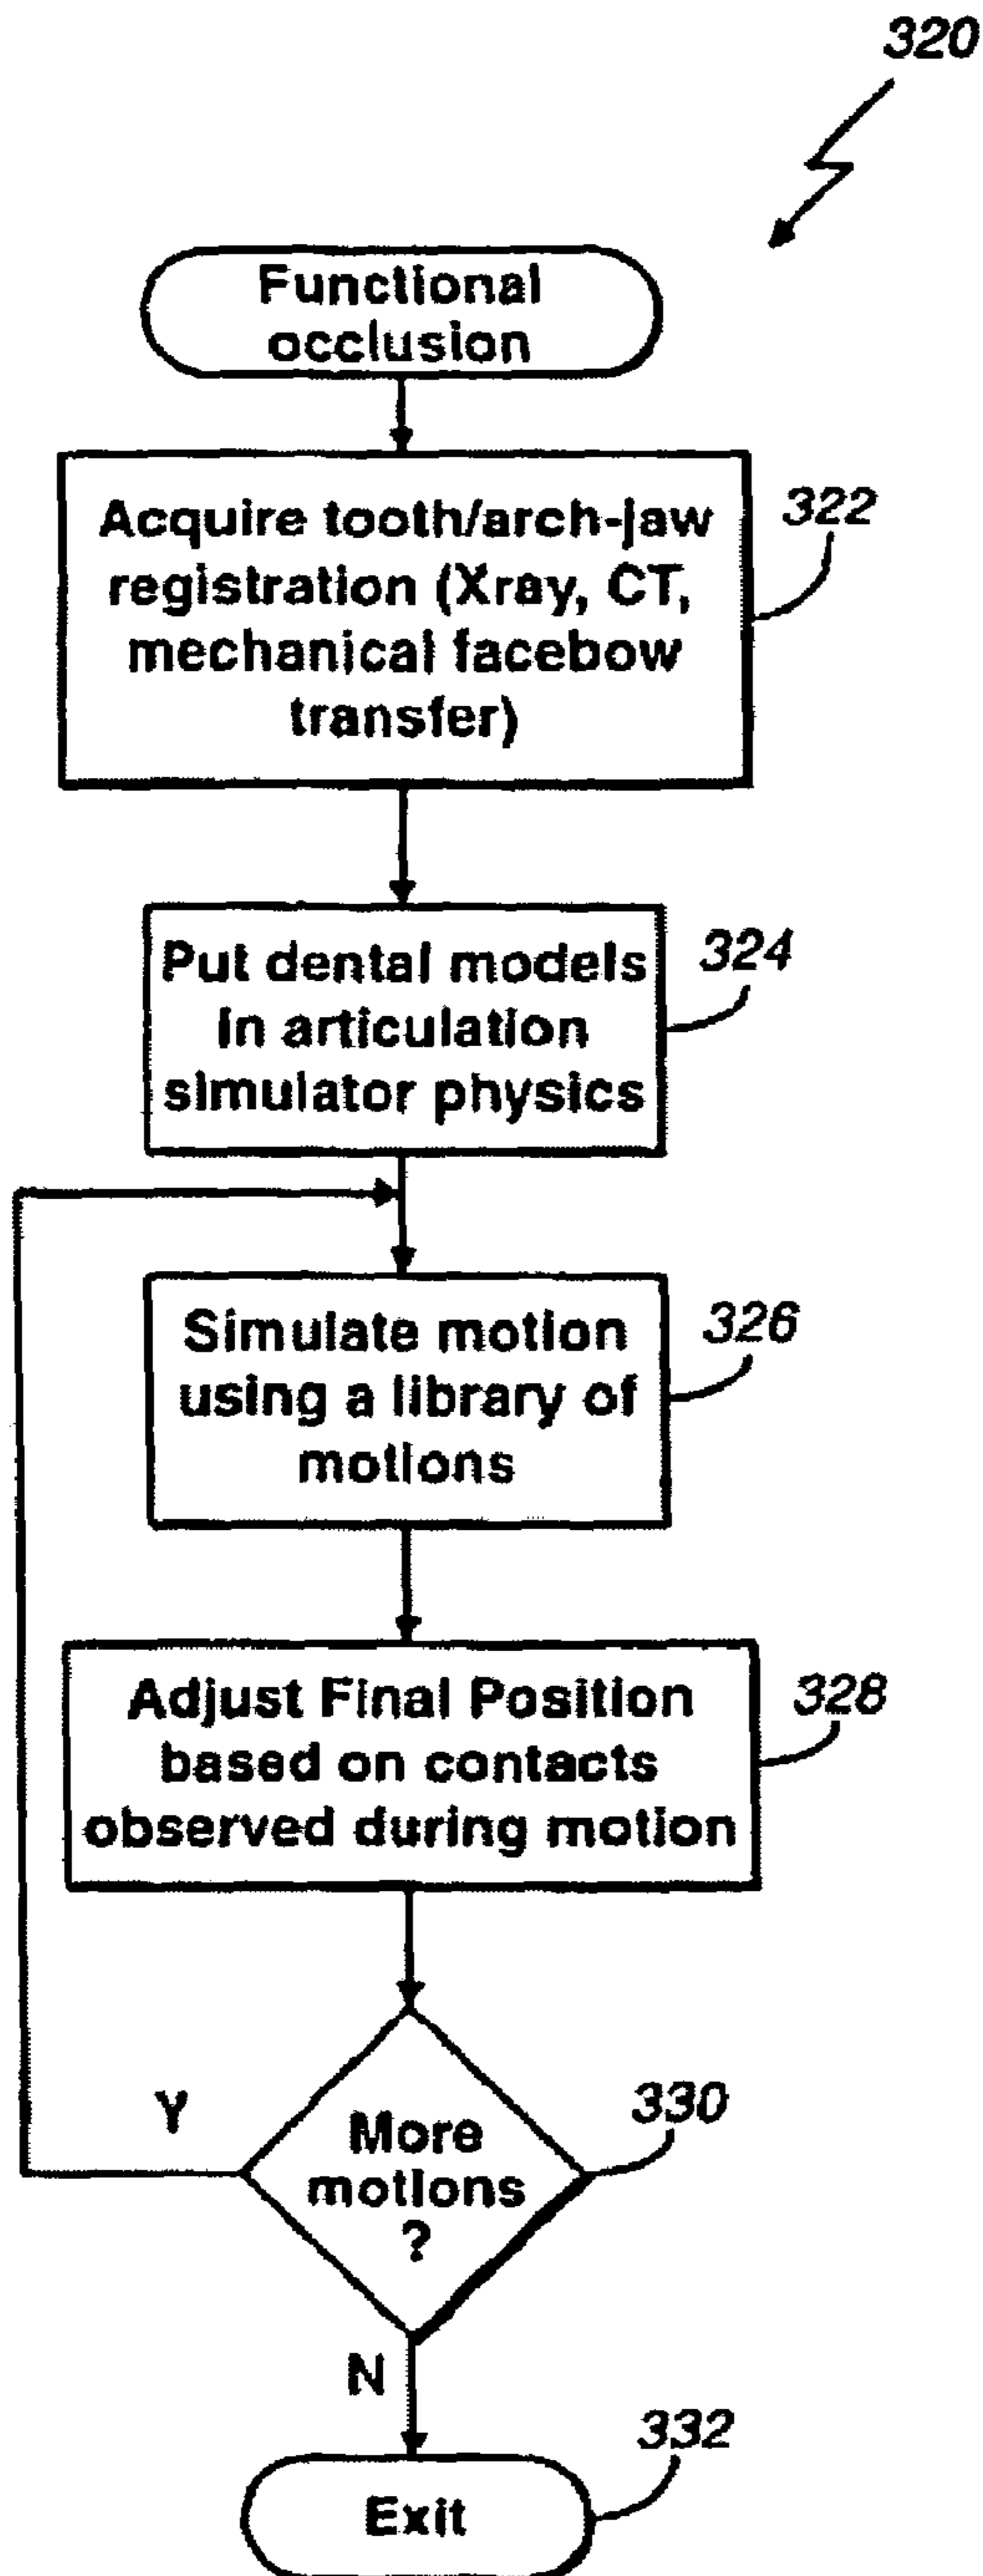 320
Functional
occlusion
Acquire tooth/arch-jaw
registration (Xray, CT,
mechanical facebow
transfer)
322
Put dental models
in articulation
simulator physics
324
Simulate motion
using a library of
motions
326
Adjust Final Position
based on contacts
observed during motion
328
More
motions
?
330
Y
N
Exit
332